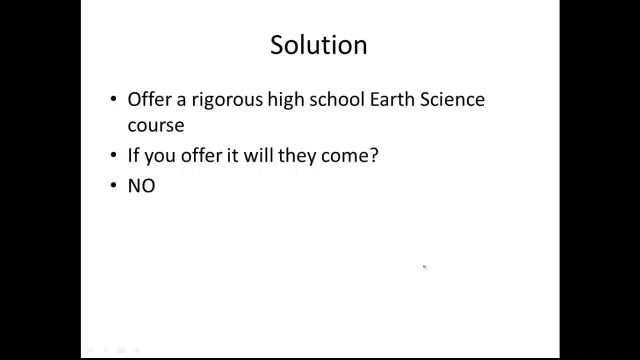 Solution
• Offer a rigorous high school Earth Science
course
• If you offer it will they come?
• NO